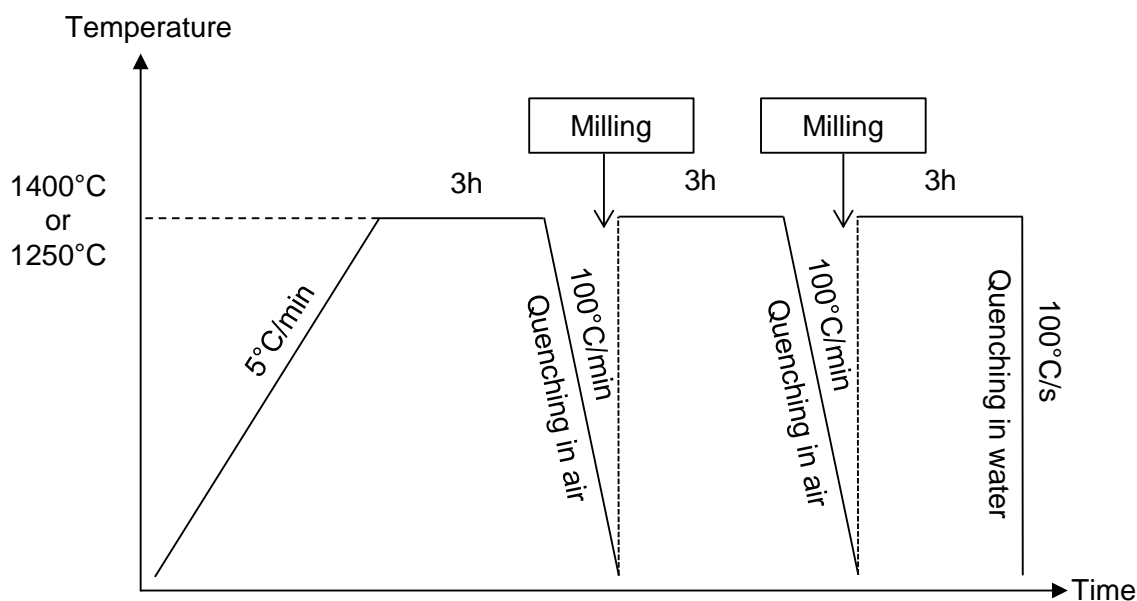 Temperature
Milling
Milling
1400°C
or
1250°C
3h
3h
3h
5°C/min
100°C/min
Quenching in air
100°C/min
Quenching in air
Quenching in water
100°C/s
Time